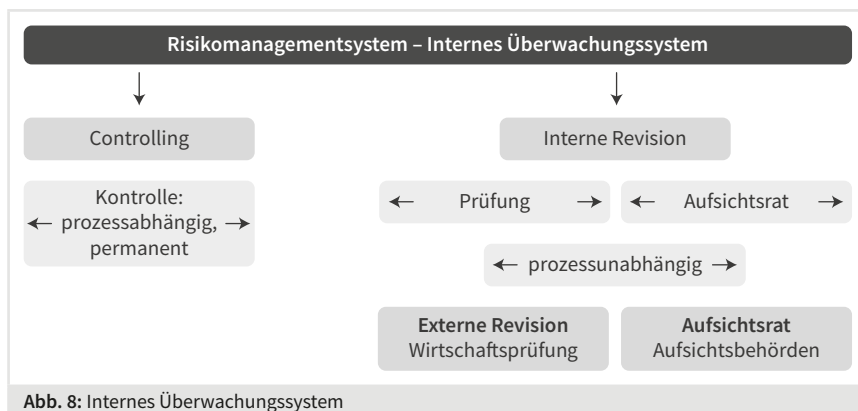 Risikomanagementsystem – Internes Überwachungssystem
Controlling
Interne Revision
Kontrolle:
prozessabhängig,
permanent
Prüfung
Aufsichtsrat
prozessunabhängig
Externe Revision
Wirtschaftsprüfung
Aufsichtsrat
Aufsichtsbehörden
Abb. 8: Internes Überwachungssystem